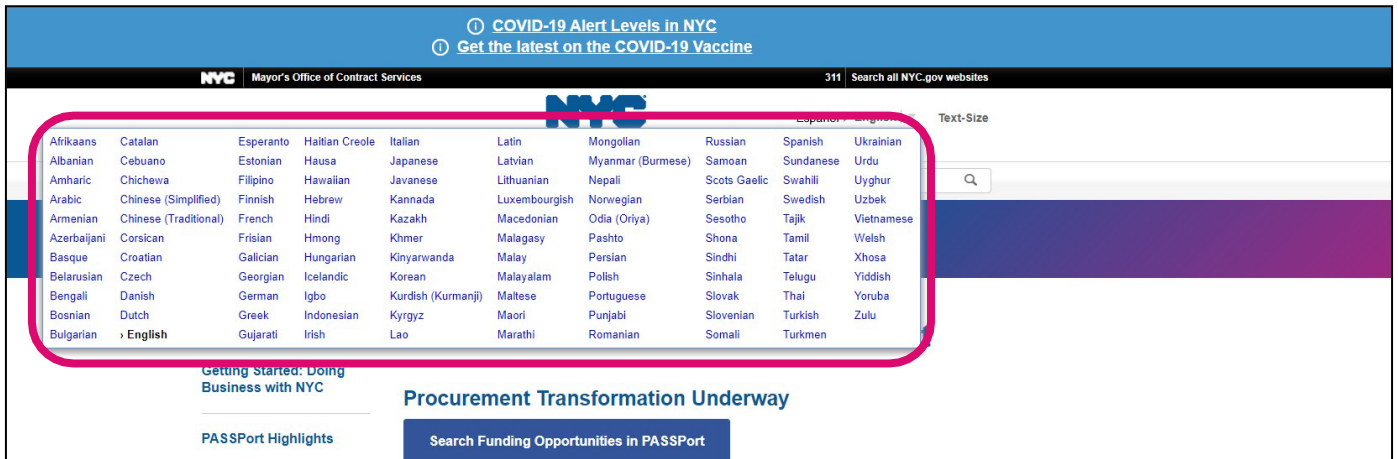 COVID-19 Alert Levels in NYC
Get the latest on the COVID-19 Vaccine
NYC Mayor's Office of Contract Services 311 Search all NYC.gov websites
NYC
Español English Text-Size
Afrikaans Catalan Esperanto Haitian Creole Italian Latin Mongolian Russian Spanish Ukrainian
Albanian Cebuano Estonian Hausa Japanese Latvian Myanmar (Burmese) Samoan Sundanese Urdu
Amharic Chichewa Filipino Hawaiian Javanese Lithuanian Nepali Scots Gaelic Swahili Uyghur
Arabic Chinese (Simplified) Finnish Hebrew Kannada Luxembourgish Norwegian Serbian Swedish Uzbek
Armenian Chinese (Traditional) French Hindi Kazakh Macedonian Odia (Oriya) Sesotho Tajik Vietnamese
Azerbaijani Corsican Frisian Hmong Khmer Malagasy Pashto Shona Tamil Welsh
Basque Croatian Galician Hungarian Kinyarwanda Malay Persian Sindhi Tatar Xhosa
Belarusian Czech Georgian Icelandic Korean Malayalam Polish Sinhala Telugu Yiddish
Bengali Danish German Igbo Kurdish (Kurmanji) Maltese Portuguese Slovak Thai Yoruba
Bosnian Dutch Greek Indonesian Kyrgyz Maori Punjabi Slovenian Turkish Zulu
Bulgarian › English Gujarati Irish Lao Marathi Romanian Somali Turkmen
Getting Started: Doing
Business with NYC
Procurement Transformation Underway
PASSPort Highlights
Search Funding Opportunities in PASSPort